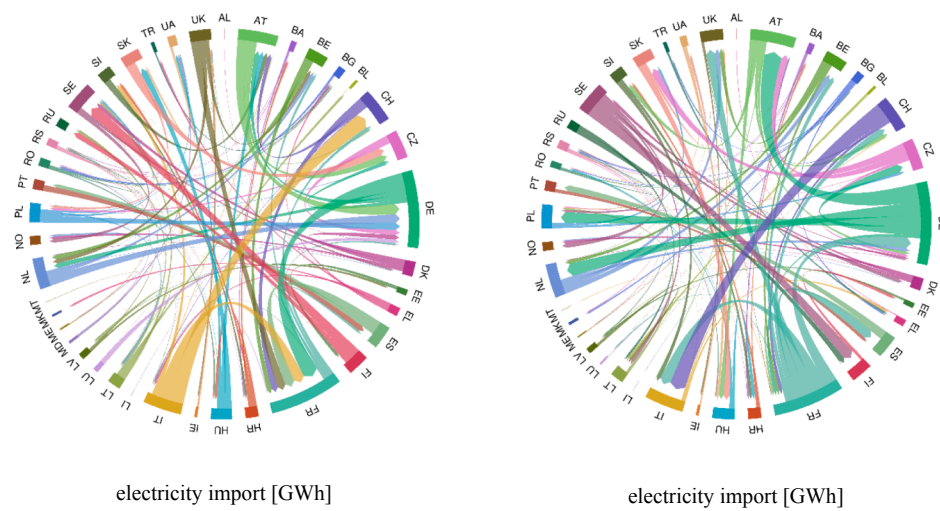 AL
AT
BA
BE
BG
BL
CH
CZ
DE
DK
EE
EL
ES
FI
FR
HR
HU
IE
IT
LI
LT
LU
LV
MD
ME
MK
MT
NL
NO
PL
PT
RO
RS
RU
SE
SI
SK
TR
UA
UK
electricity import [GWh]
AL
AT
BA
BE
BG
BL
CH
CZ
DK
EE
EL
ES
FI
FR
HR
HU
IE
IT
LI
LT
LU
LV
ME
MK
MT
NL
NO
PL
PT
RO
RS
RU
SE
SI
SK
TR
UA
UK
electricity import [GWh]